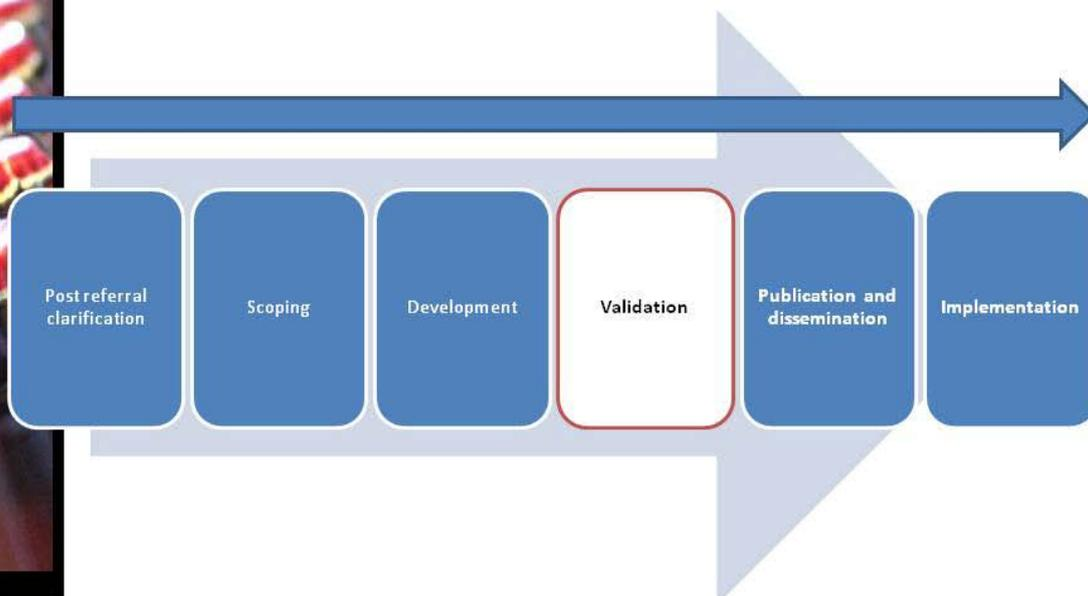 Post referral
clarification
Scoping
Development
Validation
Publication and
dissemination
Implementation